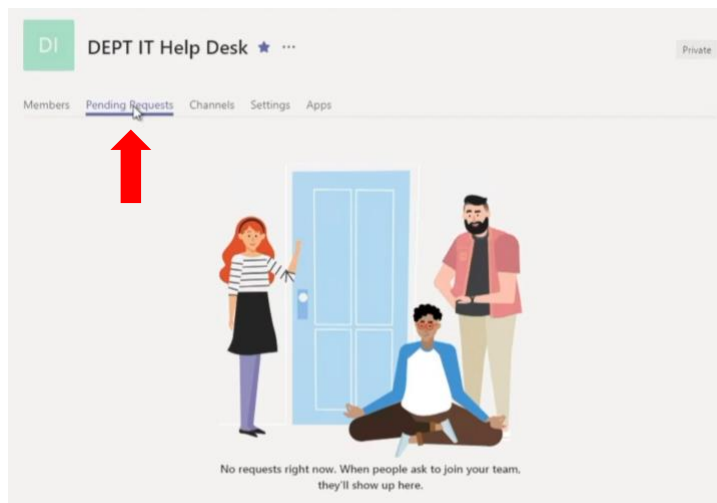 DI
DEPT IT Help Desk
Private
Members Pending Requests Channels Settings Apps
No requests right now. When people ask to join your team,
they'll show up here.